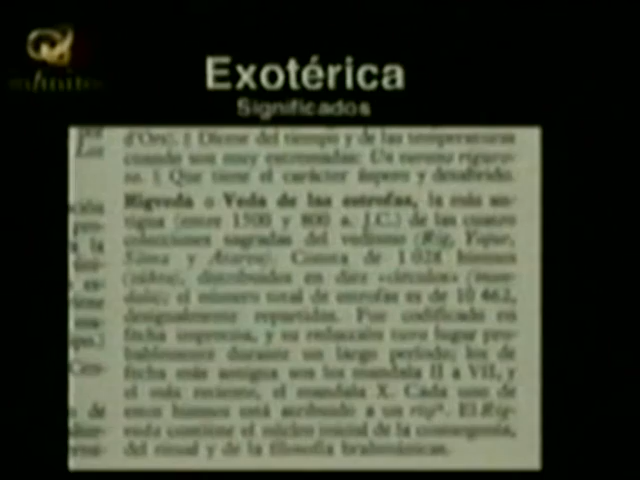 infinito
Exotérica
Significados
d'Ors). || Dícese del tiempo y de las temperaturas
cuando son muy extremadas: Un verano riguro-
so. || Que tiene el carácter áspero y desabrido.
Rigveda o Veda de las estrofas, la más an-
tigua (entre 1500 y 800 a. J.C.) de las cuatro
colecciones sagradas del vedismo (Rig, Yajur,
Sāma y Atarva). Consta de 1 028 himnos
distribuidos en diez «círculos» (man-
dala); el número total de estrofas es de 10 462,
desigualmente repartidas. Fue codificado en
fecha imprecisa, y su redacción tuvo lugar pro-
bablemente durante un largo período; los de
fecha más antigua son los mandala II a VII, y
el más reciente, el mandala X. Cada uno de
estos himnos está atribuido a un El Rig-
veda contiene el núcleo inicial de la cosmogonía,
del ritual y de la filosofía brahmánicas.